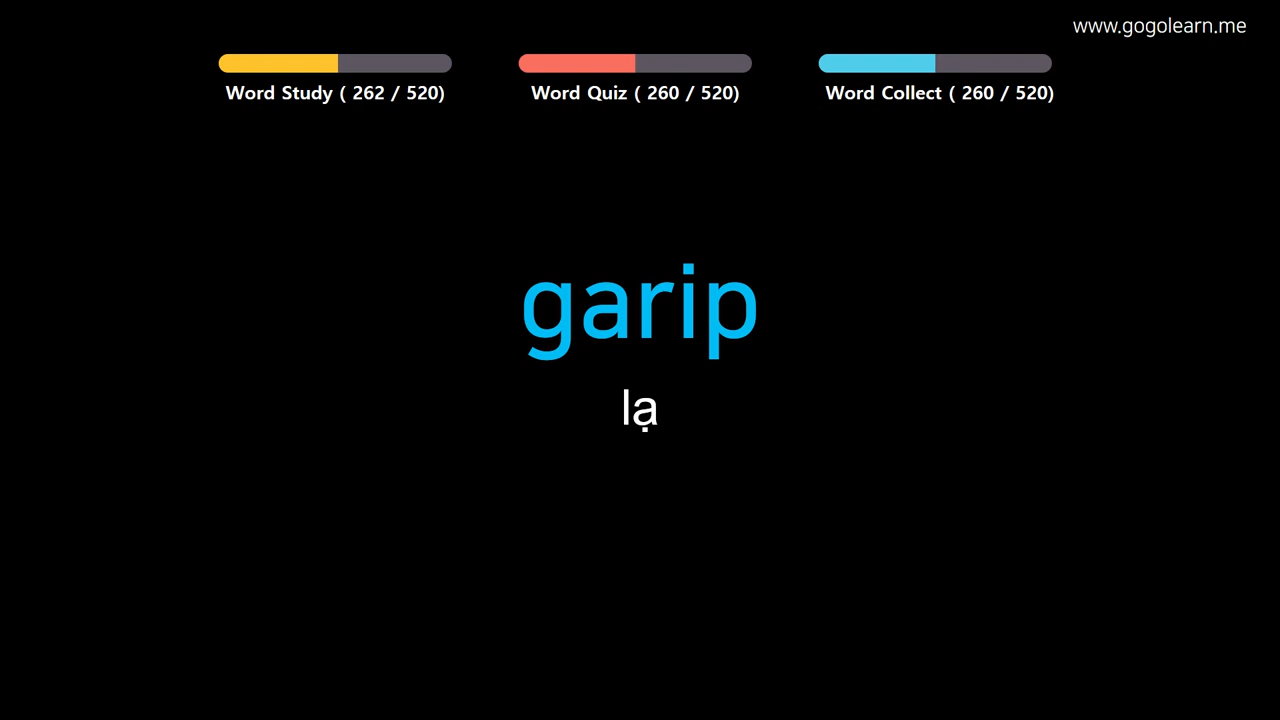 www.gogolearn.me
Word Study ( 262 / 520)
Word Quiz ( 260 / 520)
Word Collect ( 260 / 520)
garip
lạ